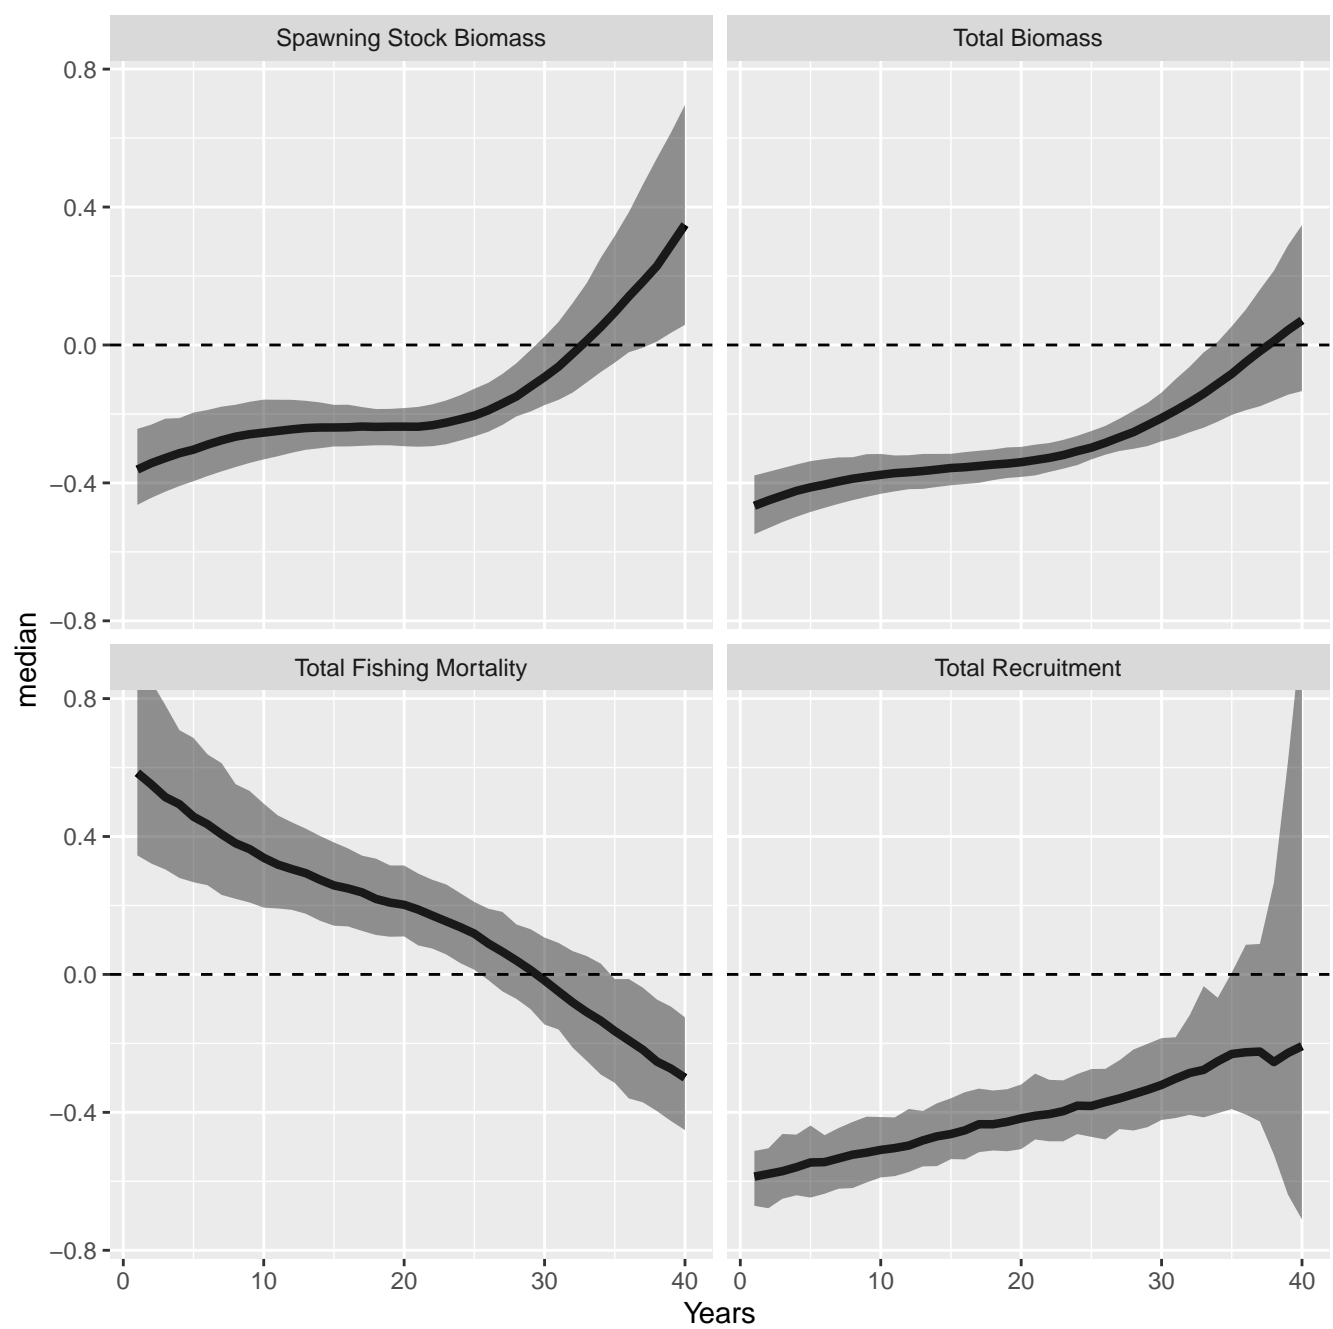 Spawning Stock Biomass
Total Biomass
0.8
0.4
0.0
−0.4
−0.8
Total Fishing Mortality
Total Recruitment
0.8
0.4
0.0
−0.4
−0.8
median
0 10 20 30 40
0 10 20 30 40
Years